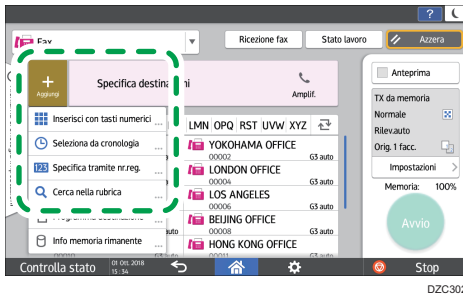 ?
Fax
Ricezione fax
Stato lavoro
Azzera
Aggiungi
Specifica destina ni
Amplif.
Anteprima
TX da memoria
Normale
Rilev.auto
Orig. 1 facc.
Impostazioni
Memoria: 100%
Avvio
Inserisci con tasti numerici ...
Seleziona da cronologia ...
123 Specifica tramite nr.reg. ...
Cerca nella rubrica ...
Info memoria rimanente ...
LMN OPQ RST UVW XYZ
YOKOHAMA OFFICE
00002 G3 auto
LONDON OFFICE
00004 G3 auto
LOS ANGELES
00006 G3 auto
BEIJING OFFICE
auto 00008 G3 auto
HONG KONG OFFICE
Controlla stato
01 Ott. 2018
15:34
Stop
DZC302